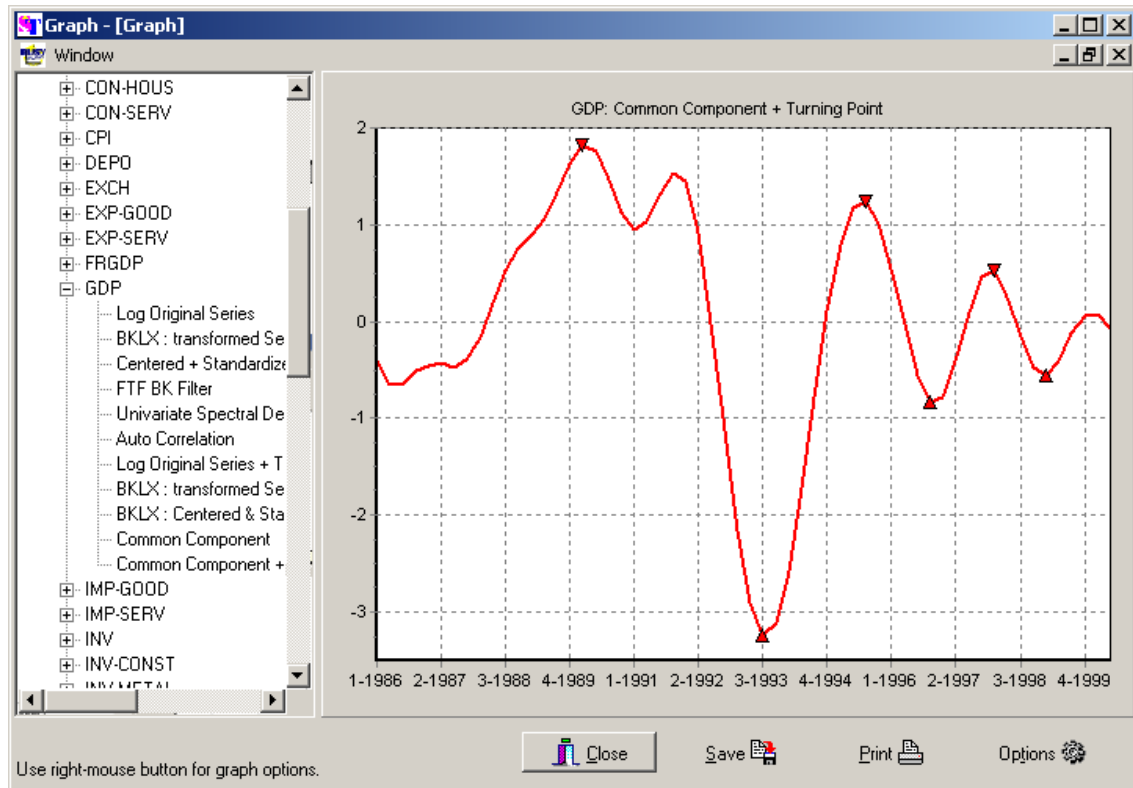 Graph - [Graph]
Window
CON-HOUS
CON-SERV
CPI
DEPO
EXCH
EXP-GOOD
EXP-SERV
FRGDP
GDP
Log Original Series
BKLX : transformed Se
Centered + Standardize
FTF BK Filter
Univariate Spectral De
Auto Correlation
Log Original Series + T
BKLX : transformed Se
BKLX : Centered & Sta
Common Component
Common Component +
IMP-GOOD
IMP-SERV
INV
INV-CONST
INV-METAL
GDP: Common Component + Turning Point
2
1
0
-1
-2
-3
1-1986 2-1987 3-1988 4-1989 1-1991 2-1992 3-1993 4-1994 1-1996 2-1997 3-1998 4-1999
Use right-mouse button for graph options.
Close
Save
Print
Options